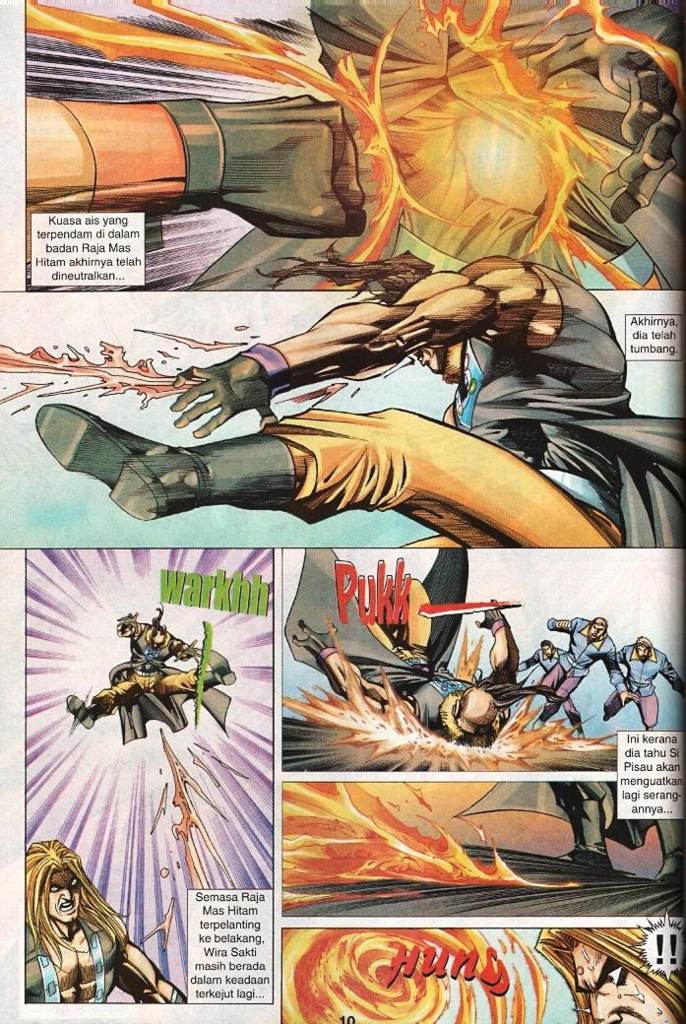 Kuasa ais yang
terpendam di dalam
badan Raja Mas
Hitam akhirnya telah
dineutralkan...
Akhirnya,
dia telah
tumbang.
warkhh
Semasa Raja
Mas Hitam
terpelanting
ke belakang,
Wira Sakti
masih berada
dalam keadaan
terkejut lagi...
Pukk
Ini kerana
dia tahu Si
Pisau akan
menguatkan
lagi serang-
annya...
Hung
!!
10